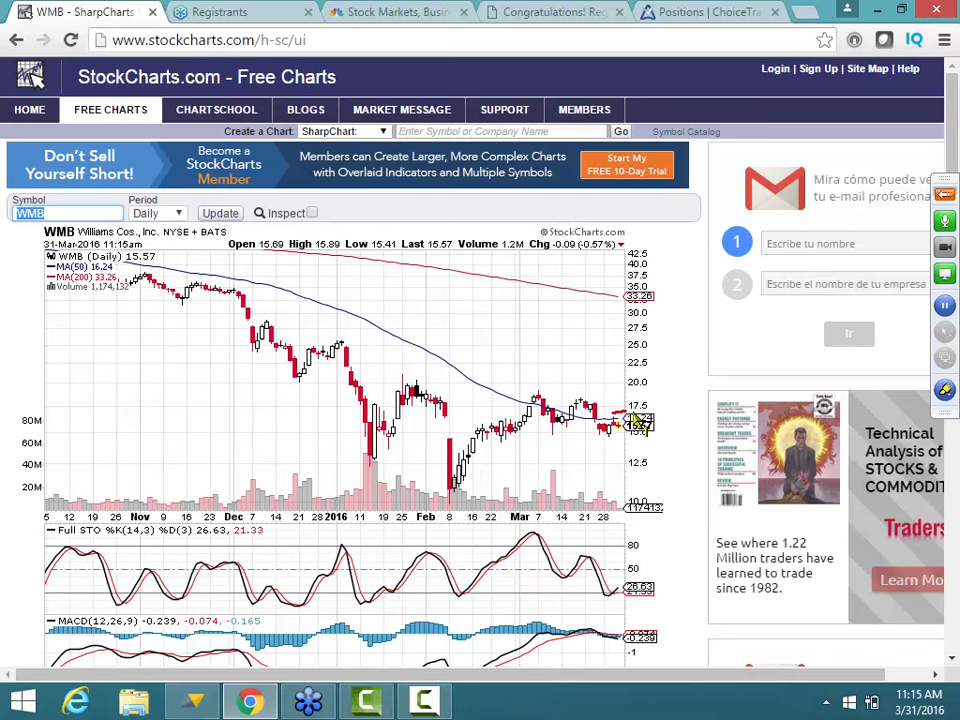 WMB - SharpCharts
Registrants
Stock Markets, Busin
Congratulations! Reg
Positions | ChoiceTra
www.stockcharts.com/h-sc/ui
IQ
StockCharts.com - Free Charts
Login | Sign Up | Site Map | Help
HOME FREE CHARTS CHARTSCHOOL BLOGS MARKET MESSAGE SUPPORT MEMBERS
Create a Chart: SharpChart: Enter Symbol or Company Name Go Symbol Catalog
Don't Sell
Yourself Short!
Become a
StockCharts
Member
Members can Create Larger, More Complex Charts
with Overlaid Indicators and Multiple Symbols
Start My
FREE 10-Day Trial
Symbol Period
WMB Daily Update Inspect
WMB Williams Cos., Inc. NYSE + BATS
© StockCharts.com
31-Mar-2016 11:15am
Open 15.69 High 15.89 Low 15.41 Last 15.57 Volume 1.2M Chg -0.09 (-0.57%)
WMB (Daily) 15.57
MA(50) 16.24
MA(200) 33.26
Volume 1,174,132
42.5
40.0
37.5
35.0
33.26
30.0
27.5
25.0
22.5
20.0
17.5
12.5
10.0
1174132
80M
60M
40M
20M
5 12 19 26 Nov 9 16 23 Dec 7 14 21 28 2016 11 19 25 Feb 8 16 22 Mar 7 14 21 28
Full STO %K(14,3) %D(3) 26.63, 21.33
80
50
26.63
MACD(12,26,9) -0.239, -0.074, -0.165
-0.239
-1
Mira cómo puede ve
tu e-mail profesiona
1 Escribe tu nombre
2 Escribe el nombre de tu empresa
Ir
Academy of
STOCKS &
COMMODIT
Traders
See where 1.22
Million traders have
learned to trade
since 1982.
Learn Mo
11:15 AM
3/31/2016